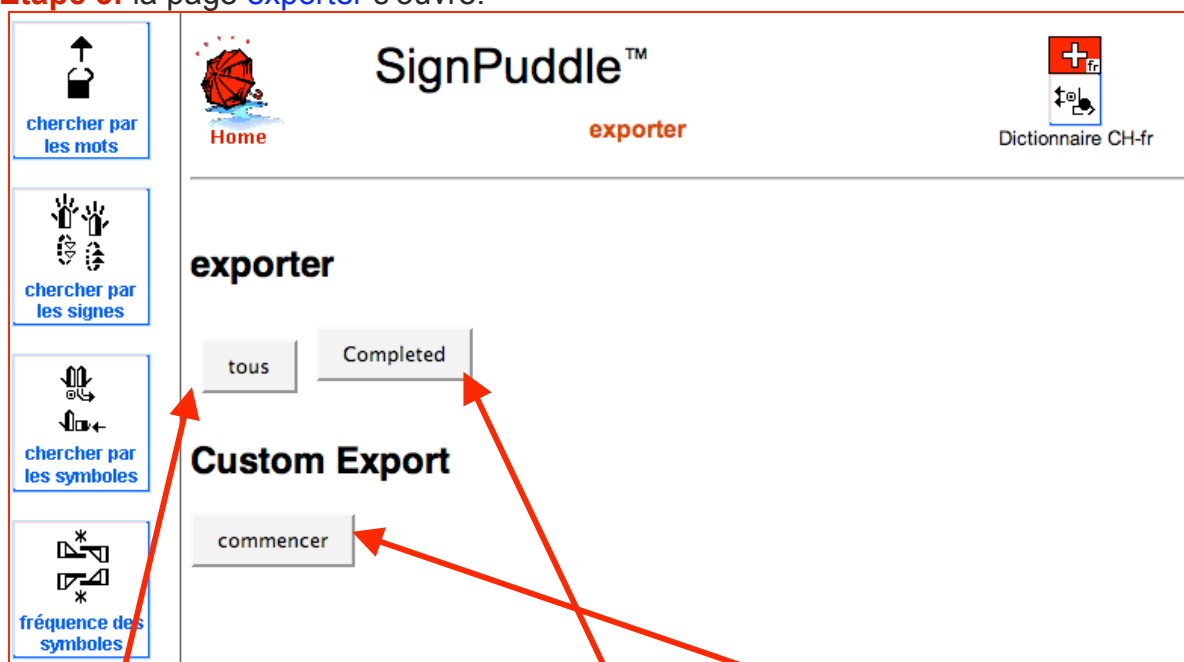 la page exporter s'ouvre.
chercher par
les mots
Home
SignPuddle™
exporter
fr
Dictionnaire CH-fr
chercher par
les signes
chercher par
les symboles
fréquence des
symboles
exporter
tous
Completed
Custom Export
commencer